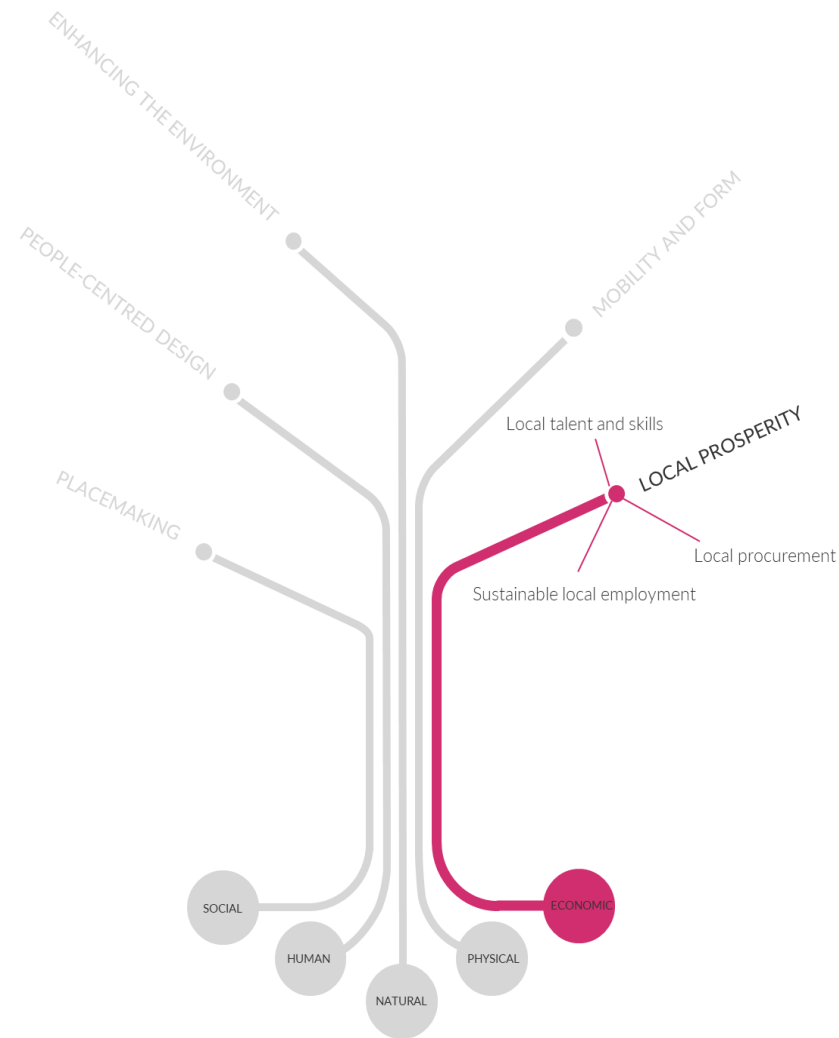 ENHANCING THE ENVIRONMENT
MOBILITY AND FORM
PEOPLE-CENTRED DESIGN
LOCAL PROSPERITY
Local talent and skills
PLACEMAKING
Local procurement
Sustainable local employment
SOCIAL
ECONOMIC
HUMAN
PHYSICAL
NATURAL